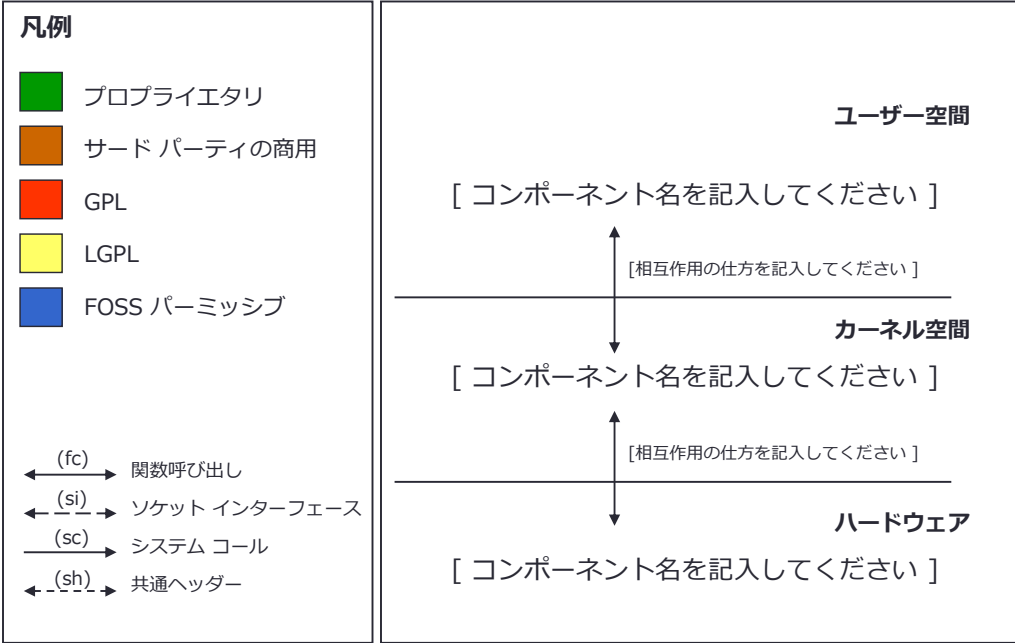 凡例
プロプライエタリ
サード パーティの商用
GPL
LGPL
FOSS パーミッシブ
(fc) 関数呼び出し
(si) ソケット インターフェース
(sc) システム コール
(sh) 共通ヘッダー
ユーザー空間
[ コンポーネント名を記入してください ]
[相互作用の仕方を記入してください ]
カーネル空間
[ コンポーネント名を記入してください ]
[相互作用の仕方を記入してください ]
ハードウェア
[ コンポーネント名を記入してください ]